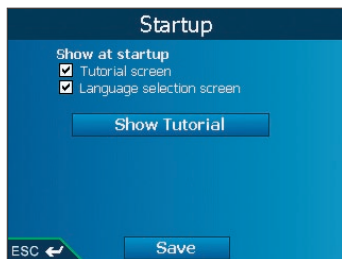 Startup
Show at startup
Tutorial screen
Language selection screen
Show Tutorial
ESC
Save